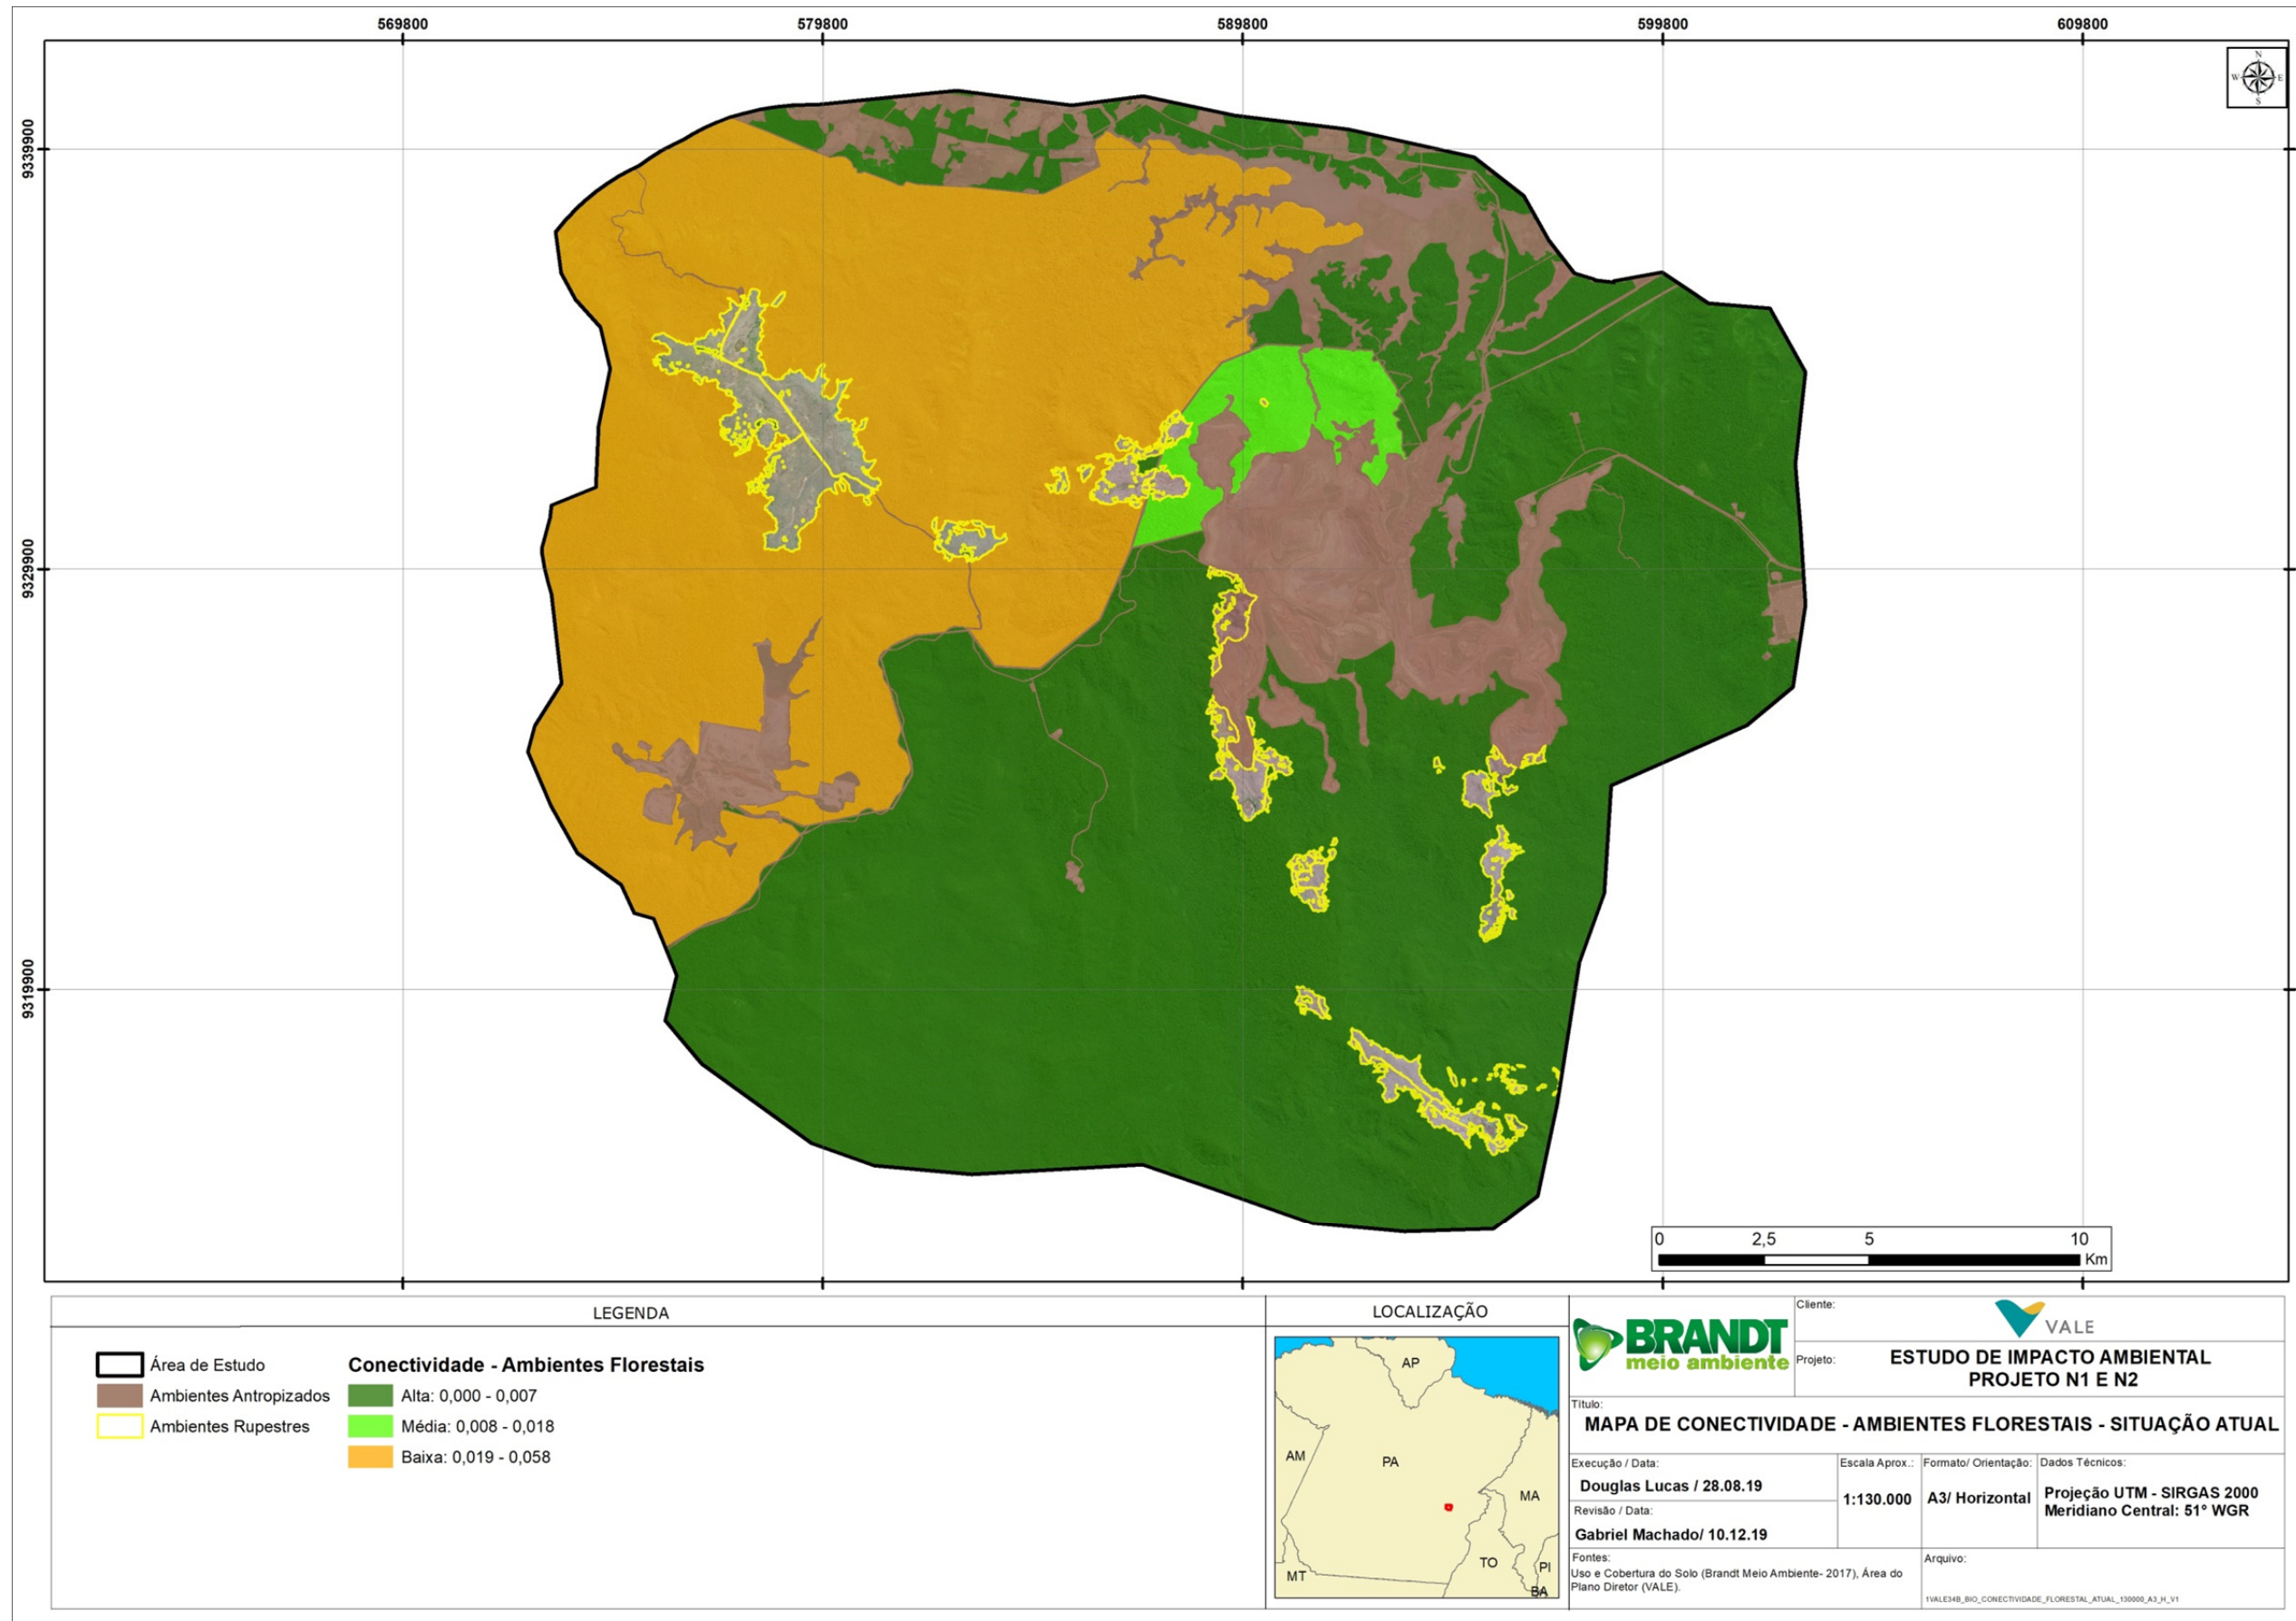 569800
579800
589800
599800
609800
N
W
E
S
9339900
9329900
9319900
0
2,5
5
10
Km
LEGENDA
Área de Estudo
Ambientes Antropizados
Ambientes Rupestres
Conectividade - Ambientes Florestais
Alta: 0,000 - 0,007
Média: 0,008 - 0,018
Baixa: 0,019 - 0,058
LOCALIZAÇÃO
AP
AM
PA
MA
TO
PI
MT
BA
BRANDT
meio ambiente
Cliente:
VALE
Projeto:
ESTUDO DE IMPACTO AMBIENTAL
PROJETO N1 E N2
Título:
MAPA DE CONECTIVIDADE - AMBIENTES FLORESTAIS - SITUAÇÃO ATUAL
Execução / Data:
Douglas Lucas / 28.08.19
Revisão / Data:
Gabriel Machado/ 10.12.19
Escala Aprox.:
1:130.000
Formato/ Orientação:
A3/ Horizontal
Dados Técnicos:
Projeção UTM - SIRGAS 2000
Meridiano Central: 51° WGR
Fontes:
Uso e Cobertura do Solo (Brandt Meio Ambiente- 2017), Área do
Plano Diretor (VALE).
Arquivo:
1VALE34B_BIO_CONECTIVIDADE_FLORESTAL_ATUAL_130000_A3_H_V1